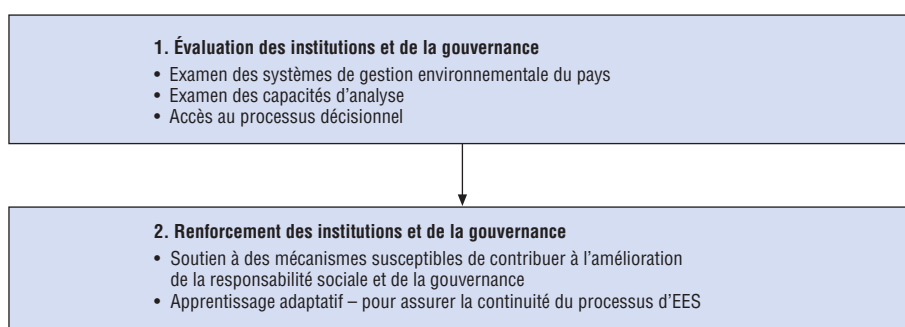 1. Évaluation des institutions et de la gouvernance
• Examen des systèmes de gestion environnementale du pays
• Examen des capacités d’analyse
• Accès au processus décisionnel
2. Renforcement des institutions et de la gouvernance
• Soutien à des mécanismes susceptibles de contribuer à l’amélioration
de la responsabilité sociale et de la gouvernance
• Apprentissage adaptatif – pour assurer la continuité du processus d’EES